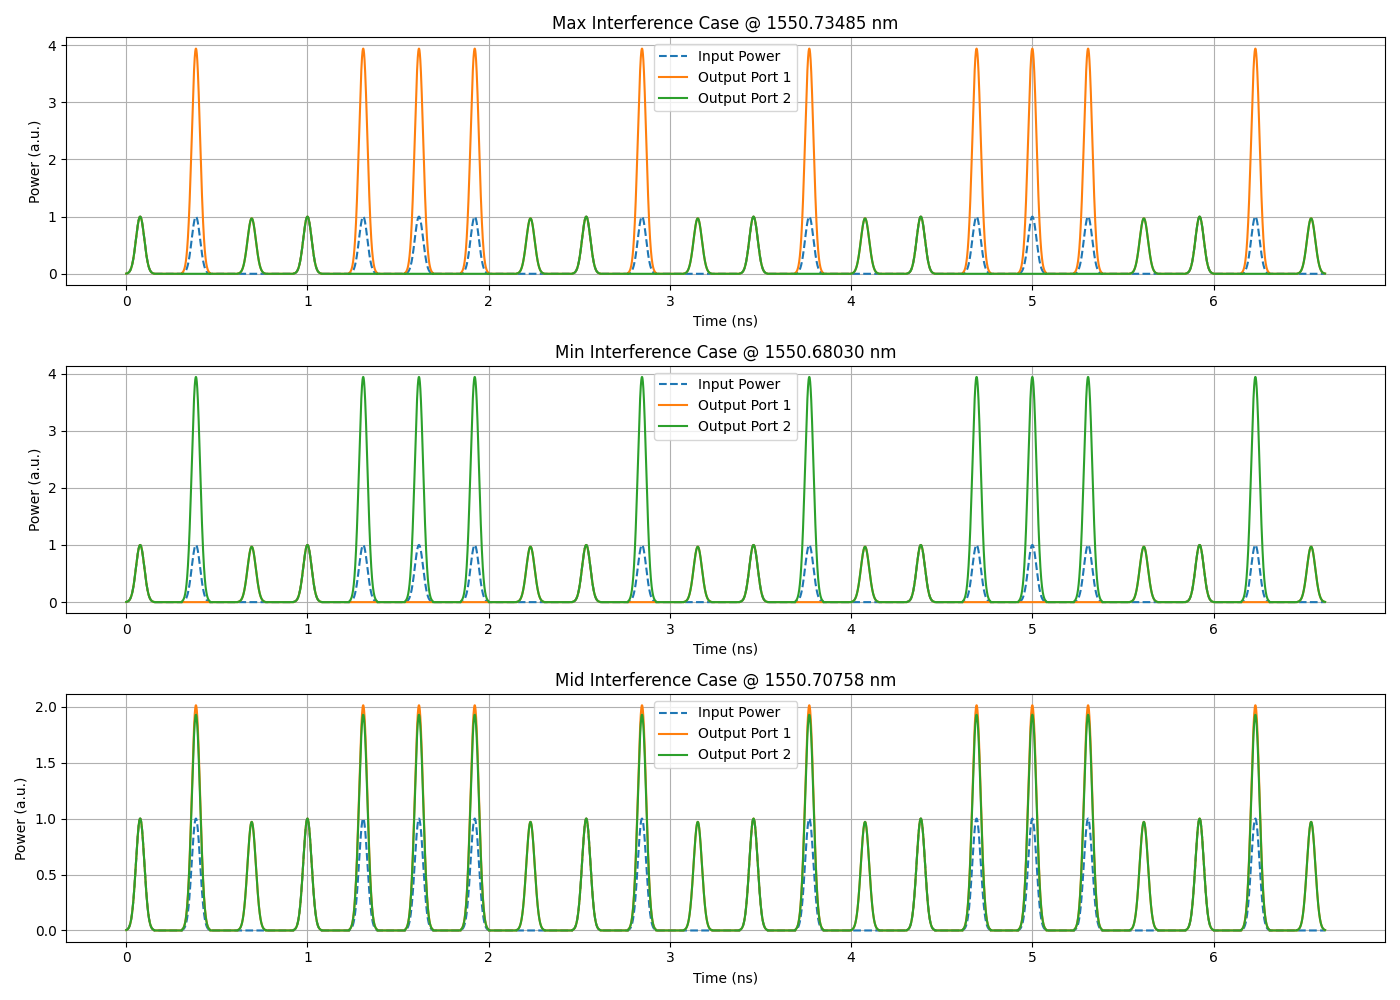 Max Interference Case @ 1550.73485 nm
Power (a.u.)
4
3
2
1
0
Input Power
Output Port 1
Output Port 2
0 1 2 3 4 5 6
Time (ns)
Min Interference Case @ 1550.68030 nm
Power (a.u.)
4
3
2
1
0
Input Power
Output Port 1
Output Port 2
0 1 2 3 4 5 6
Time (ns)
Mid Interference Case @ 1550.70758 nm
Power (a.u.)
2.0
1.5
1.0
0.5
0.0
Input Power
Output Port 1
Output Port 2
0 1 2 3 4 5 6
Time (ns)